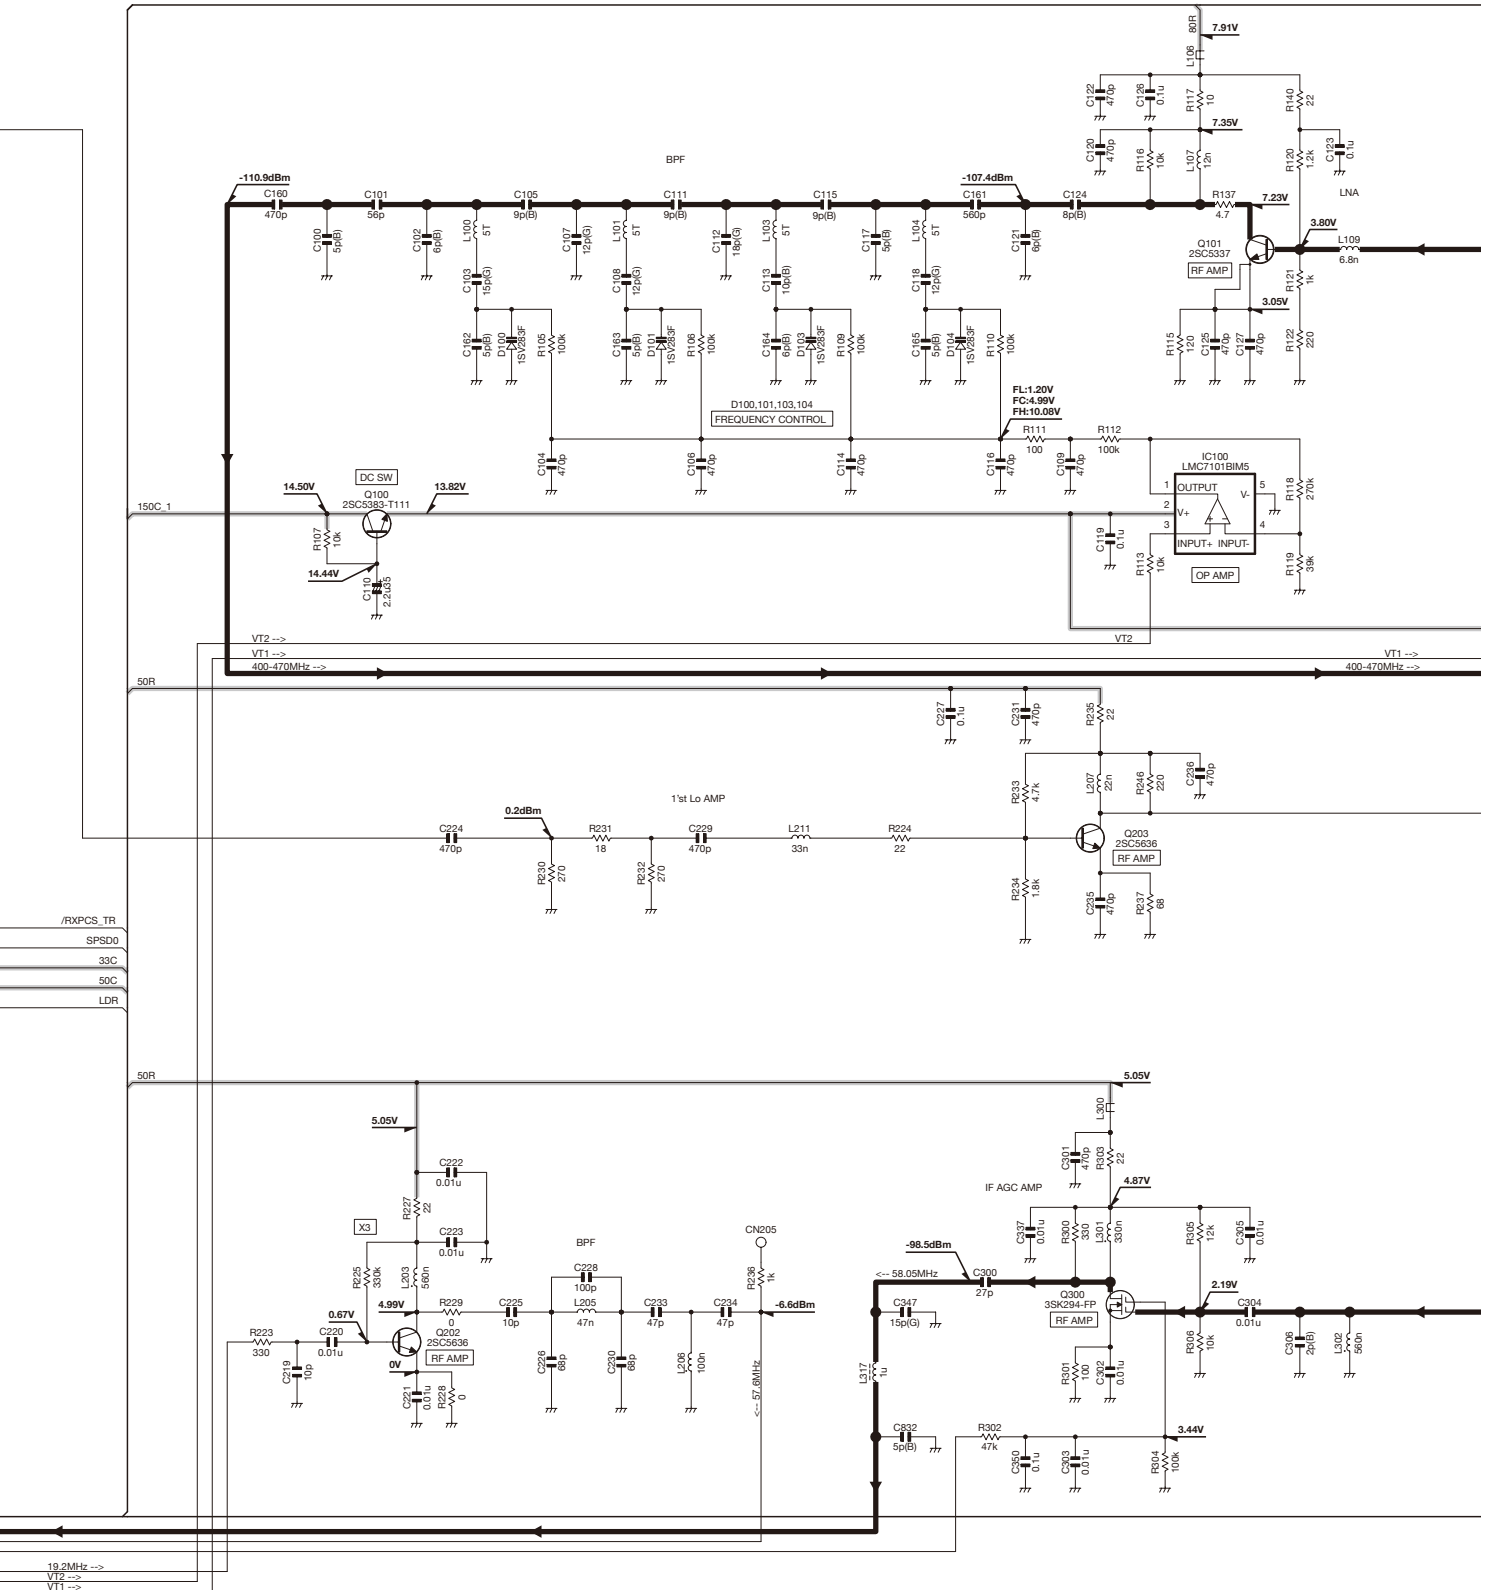 80R
7.91V
L106
C122
470p
C126
0.1u
R117
10
R140
22
7.35V
C120
470p
R116
10k
L107
12n
R120
1.2k
C123
0.1u
BPF
LNA
-110.9dBm
C160
470p
C101
56p
C105
9p(B)
C111
9p(B)
C115
9p(B)
-107.4dBm
C161
560p
C124
8p(B)
R137
4.7
7.23V
3.80V
L109
6.8n
C100
5p(B)
C102
6p(B)
L100
5T
C107
12p(G)
L101
5T
C112
18p(G)
L103
5T
C117
5p(B)
L104
5T
C121
6p(B)
Q101
2SC5337
RF AMP
C103
15p(G)
C108
12p(G)
C113
10p(B)
C118
12p(G)
R121
1k
3.05V
C162
5p(B)
D100
1SV283F
R105
100k
C163
5p(B)
D101
1SV283F
R106
100k
C164
6p(B)
D103
1SV283F
R109
100k
C165
5p(B)
D104
1SV283F
R110
100k
R115
120
C125
470p
C127
470p
R122
220
FL:1.20V
FC:4.99V
FH:10.08V
D100,101,103,104
FREQUENCY CONTROL
R111
100
R112
100k
C104
470p
C106
470p
C114
470p
C116
470p
C109
470p
IC100
LMC7101BIM5
1
OUTPUT
5
V-
2
V+
3
4
INPUT+
INPUT-
OP AMP
R118
270k
R119
39k
DC SW
Q100
2SC5383-T111
14.50V
13.82V
150C_1
R107
10k
14.44V
C110
2.2u35
C119
0.1u
R113
10k
VT2 -->
VT2
VT1 -->
VT1 -->
400-470MHz -->
400-470MHz -->
50R
C227
0.1u
C231
470p
R235
22
R233
4.7k
L207
22n
R246
220
C236
470p
1'st Lo AMP
0.2dBm
C224
470p
R231
18
C229
470p
L211
33n
R224
22
Q203
2SC5636
RF AMP
R230
270
R232
270
R234
1.8k
C235
470p
R237
68
/RXPCS_TR
SPSD0
33C
50C
LDR
50R
5.05V
5.05V
L300
C222
0.01u
C301
470p
R303
22
R227
22
4.87V
IF AGC AMP
X3
C223
0.01u
BPF
CN205
C337
0.01u
R300
330
L301
330n
R305
12k
C305
0.01u
R225
330k
L203
560n
C228
100p
R236
1k
-98.5dBm
<-- 58.05MHz
C300
27p
Q300
3SK294-FP
RF AMP
2.19V
C304
0.01u
4.99V
R229
0
C225
10p
L205
47n
C233
47p
C234
47p
-6.6dBm
C347
15p(G)
0.67V
R223
330
C220
0.01u
Q202
2SC5636
RF AMP
C219
10p
0V
C221
0.01u
R228
0
C226
68p
C230
68p
L206
100n
<-- 57.6MHz
L317
1u
R301
100
C302
0.01u
R306
10k
C306
2p(B)
L302
560n
C832
5p(B)
R302
47k
3.44V
C350
0.1u
C303
0.01u
R304
100k
19.2MHz -->
VT2 -->
VT1 -->